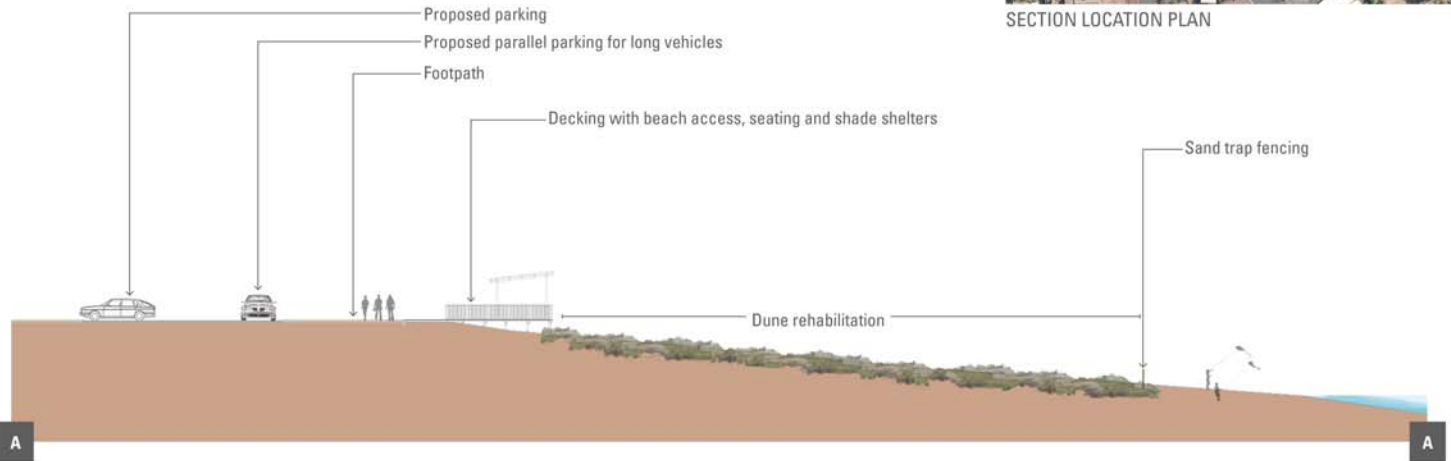 SECTION LOCATION PLAN
Proposed parking
Proposed parallel parking for long vehicles
Footpath
Decking with beach access, seating and shade shelters
Sand trap fencing
Dune rehabilitation
A
A